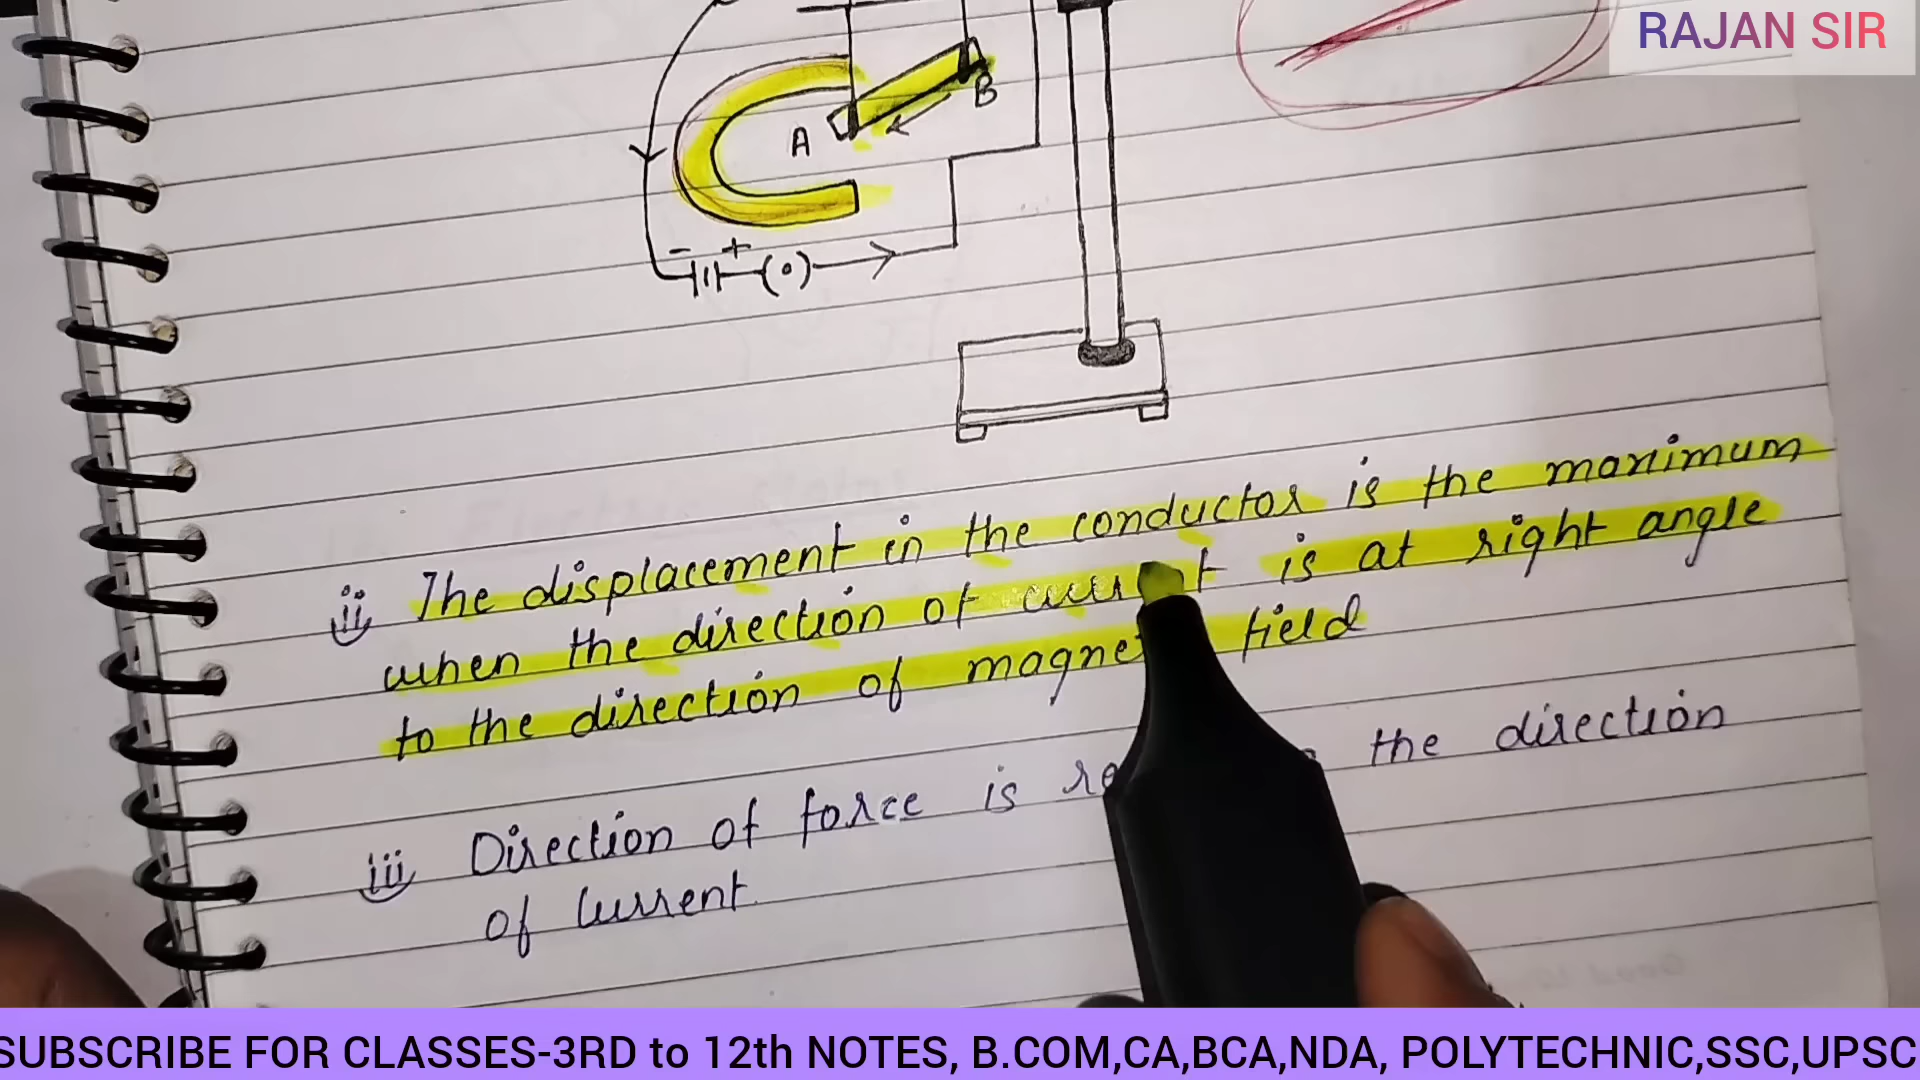 RAJAN SIR
B
A
- +
(•)
ii The displacement in the conductor is the maximum
when the direction of current is at right angle
to the direction of magnetic field
iii Direction of force is the direction
of Current.
SUBSCRIBE FOR CLASSES-3RD to 12th NOTES, B.COM,CA,BCA,NDA, POLYTECHNIC,SSC,UPSC